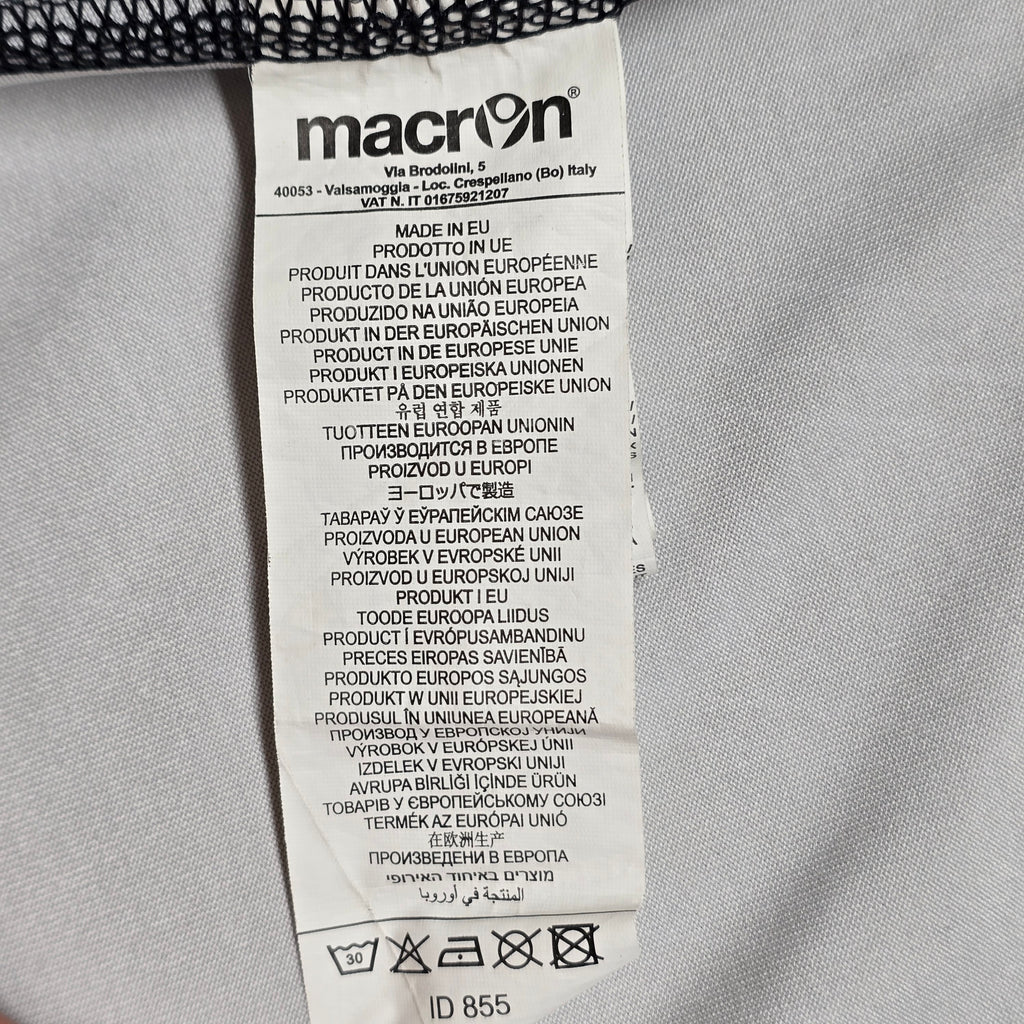 macron®
Via Brodolini, 5
40053 - Valsamoggia - Loc. Crespellano (Bo) Italy
VAT N. IT 01675921207
MADE IN EU
PRODOTTO IN UE
PRODUIT DANS L'UNION EUROPÉENNE
PRODUCTO DE LA UNIÓN EUROPEA
PRODUZIDO NA UNIÃO EUROPEIA
PRODUKT IN DER EUROPÄISCHEN UNION
PRODUCT IN DE EUROPESE UNIE
PRODUKT I EUROPEISKA UNIONEN
PRODUKTET PÅ DEN EUROPEISKE UNION
유럽 연합 제품
TUOTTEEN EUROOPAN UNIONIN
ПРОИЗВОДИТСЯ В ЕВРОПЕ
PROIZVOD U EUROPI
ヨーロッパで製造
ТАВАРАЎ Ў ЕЎРАПЕЙСКІМ САЮЗЕ
PROIZVODA U EUROPEAN UNION
VÝROBEK V EVROPSKÉ UNII
PROIZVOD U EUROPSKOJ UNIJI
PRODUKT I EU
TOODE EUROOPA LIIDUS
PRODUCT Í EVRÓPUSAMBANDINU
PRECES EIROPAS SAVIENĪBĀ
PRODUKTO EUROPOS SĄJUNGOS
PRODUKT W UNII EUROPEJSKIEJ
PRODUSUL ÎN UNIUNEA EUROPEANĂ
ПРОИЗВОД У ЕВРОПСКОЈ УНИЈИ
VÝROBOK V EURÓPSKEJ ÚNII
IZDELEK V EVROPSKI UNIJI
AVRUPA BİRLİĞİ İÇİNDE ÜRÜN
ТОВАРІВ У ЄВРОПЕЙСЬКОМУ СОЮЗІ
TERMÉK AZ EURÓPAI UNIÓ
在欧洲生产
ПРОИЗВЕДЕНИ В ЕВРОПА
מוצרים באיחוד האירופי
المنتجة في أوروبا
30
ID 855